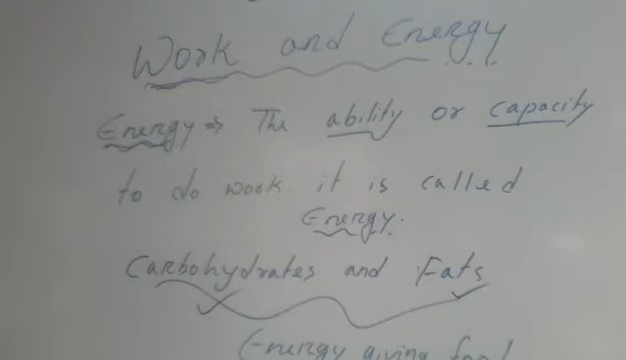 Work and Energy
Energy ⇒ The ability or capacity
to do work it is called
Energy.
Carbohydrates and Fats
Energy giving food